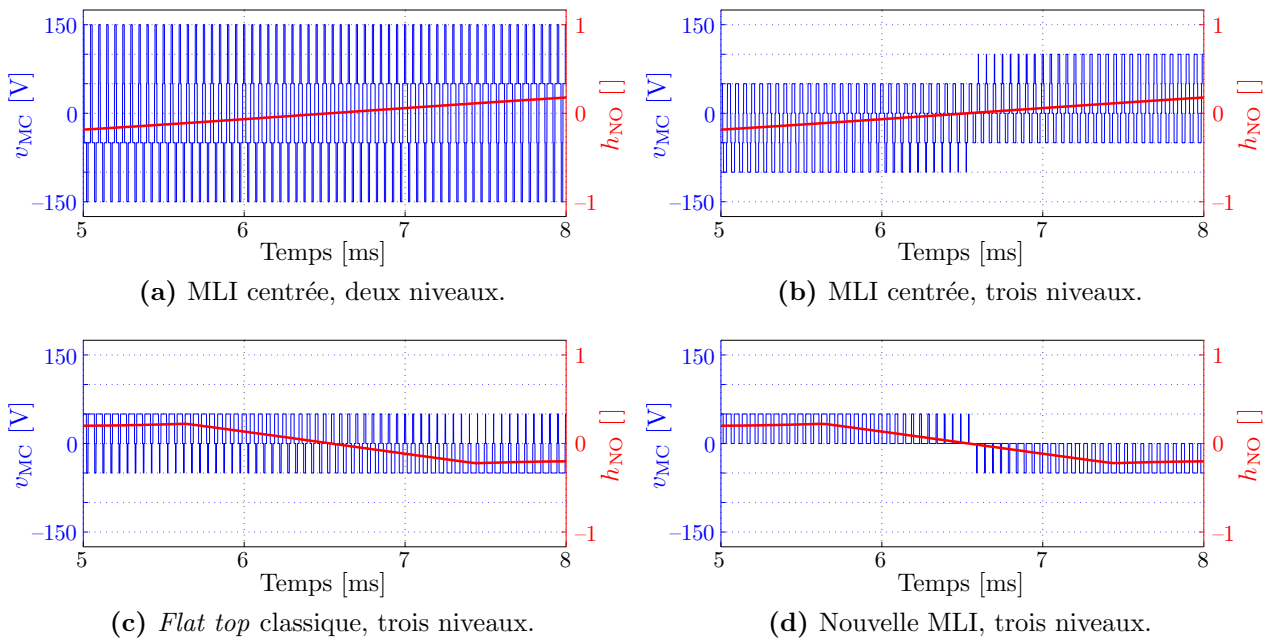 150
0
–150
v_MC [V]
1
0
–1
h_NO []
5
6
7
8
Temps [ms]
(a) MLI centrée, deux niveaux.
150
0
–150
v_MC [V]
1
0
–1
h_NO []
5
6
7
8
Temps [ms]
(b) MLI centrée, trois niveaux.
150
0
–150
v_MC [V]
1
0
–1
h_NO []
5
6
7
8
Temps [ms]
(c) Flat top classique, trois niveaux.
150
0
–150
v_MC [V]
1
0
–1
h_NO []
5
6
7
8
Temps [ms]
(d) Nouvelle MLI, trois niveaux.